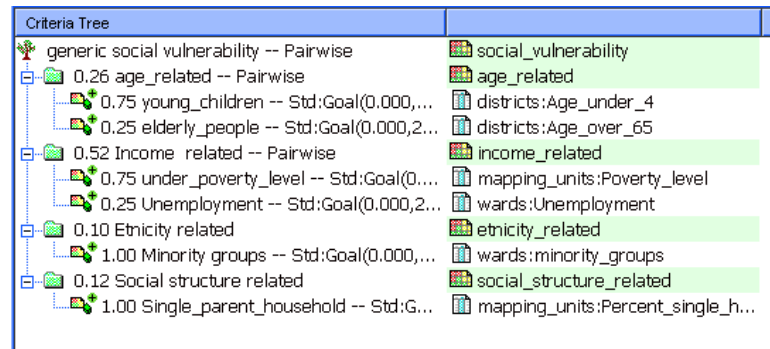 Criteria Tree
generic social vulnerability -- Pairwise social_vulnerability
0.26 age_related -- Pairwise age_related
0.75 young_children -- Std:Goal(0.000,... districts:Age_under_4
0.25 elderly_people -- Std:Goal(0.000,2... districts:Age_over_65
0.52 Income related -- Pairwise income_related
0.75 under_poverty_level -- Std:Goal(0.... mapping_units:Poverty_level
0.25 Unemployment -- Std:Goal(0.000,2... wards:Unemployment
0.10 Etnicity related etnicity_related
1.00 Minority groups -- Std:Goal(0.000,... wards:minority_groups
0.12 Social structure related social_structure_related
1.00 Single_parent_household -- Std:G... mapping_units:Percent_single_h...